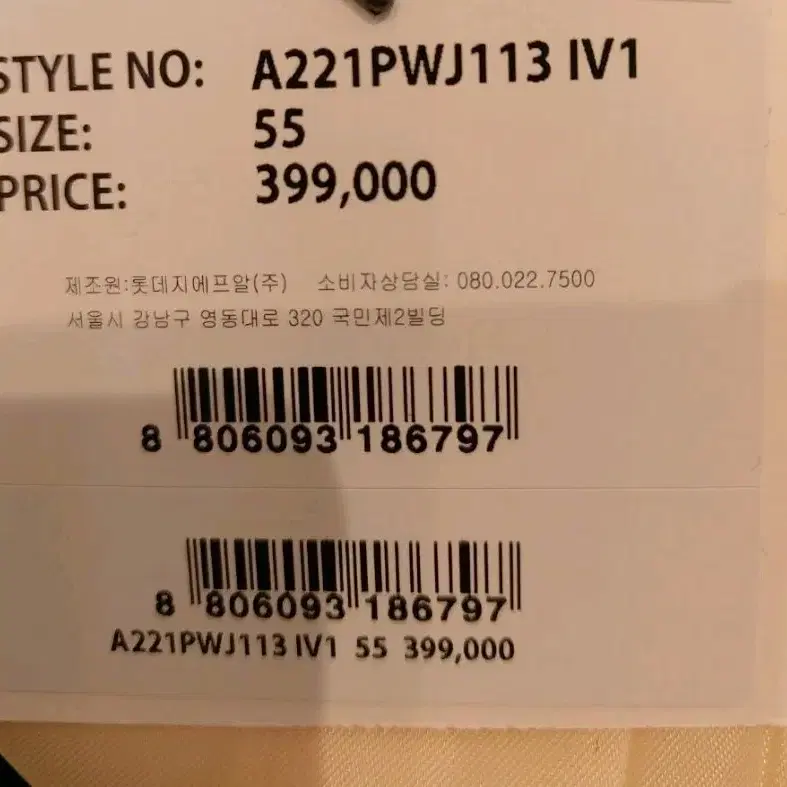 STYLE NO: A221PWJ113 IV1
SIZE: 55
PRICE: 399,000
제조원:롯데지에프알(주) 소비자상담실: 080.022.7500
서울시 강남구 영동대로 320 국민제2빌딩
8 806093 186797
8 806093 186797
A221PWJ113 IV1 55 399,000